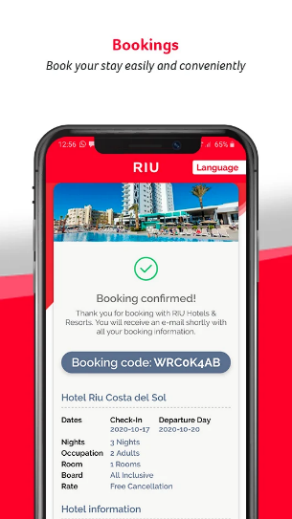 Bookings
Book your stay easily and conveniently
12:56
65%
RIU
Language
Booking confirmed!
Thank you for booking with RIU Hotels &
Resorts. You will receive an e-mail shortly with
all your booking information.
Booking code: WRC0K4AB
Hotel Riu Costa del Sol
Dates Check-In Departure Day
2020-10-17 2020-10-20
Nights 3 Nights
Occupation 2 Adults
Room 1 Rooms
Board All Inclusive
Rate Free Cancellation
Hotel information